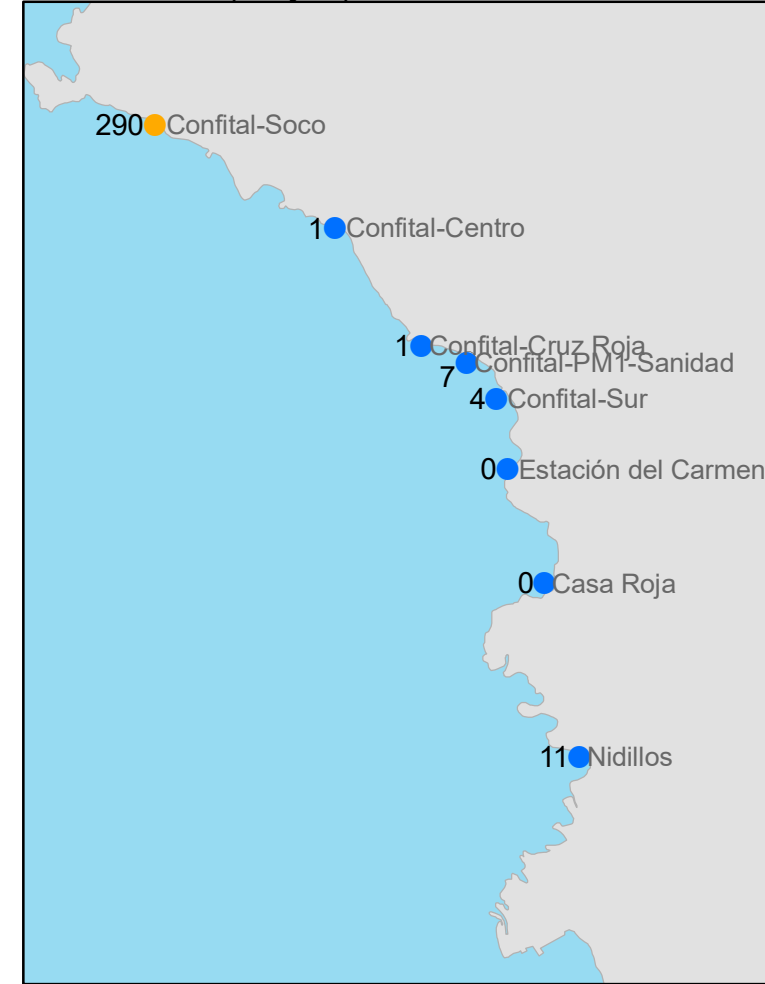 290 Confital-Soco
1 Confital-Centro
1 Confital-Cruz Roja
7 Confital-PM1-Sanidad
4 Confital-Sur
0 Estación del Carmen
0 Casa Roja
11 Nidillos